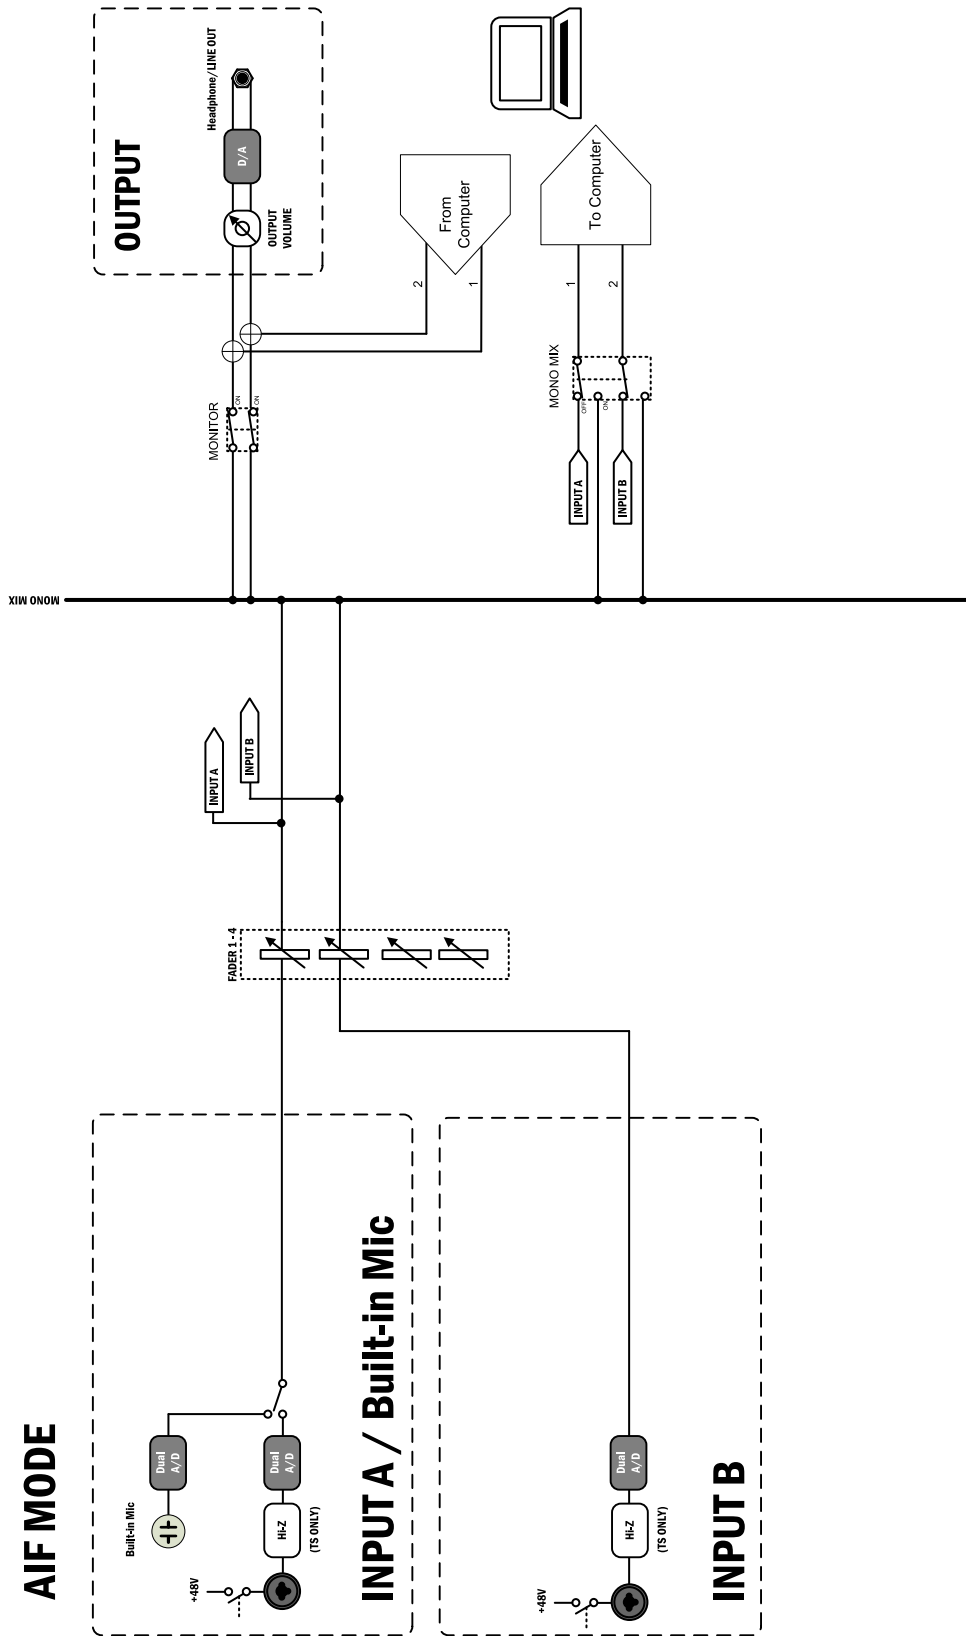 AIF MODE
INPUT A / Built-in Mic
Built-in Mic
Dual
A/D
+48V
Hi-Z
(TS ONLY)
Dual
A/D
INPUT B
+48V
Hi-Z
(TS ONLY)
Dual
A/D
FADER 1 - 4
INPUT A
INPUT B
MONO MIX
MONITOR
ON
ON
OUTPUT
OUTPUT
VOLUME
D/A
Headphone/LINE OUT
From
Computer
2
1
INPUT A
INPUT B
MONO MIX
OFF
ON
1
2
To Computer